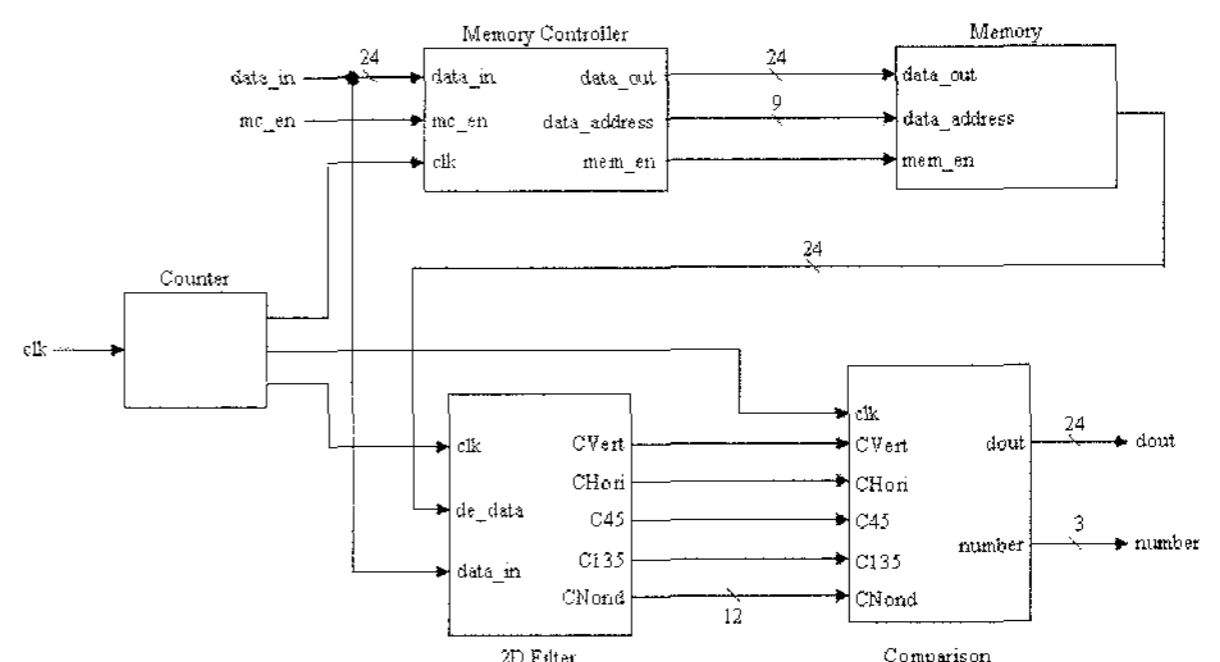 Memory Controller
Memory
24
24
data_in
data_in
data_out
data_out
9
mc_en
mc_en
data_address
data_address
clk
mem_en
mem_en
24
Counter
clk
clk
CVert
clk
CVert
dout
24
dout
CHori
CHori
de_data
C45
C45
C135
C135
number
3
number
data_in
CNond
12
CNond
2D Filter
Comparison